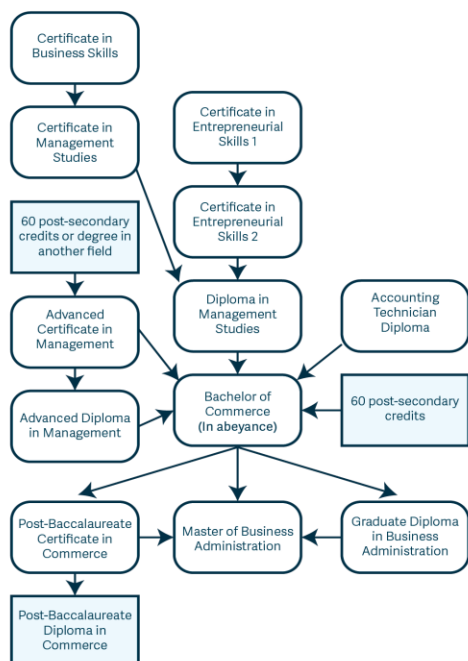 Certificate in
Business Skills
Certificate in
Management
Studies
Certificate in
Entrepreneurial
Skills 1
60 post-secondary
credits or degree in
another field
Certificate in
Entrepreneurial
Skills 2
Advanced
Certificate in
Management
Diploma in
Management
Studies
Accounting
Technician
Diploma
Advanced Diploma
in Management
Bachelor of
Commerce
(In abeyance)
60 post-secondary
credits
Post-Baccalaureate
Certificate in
Commerce
Master of Business
Administration
Graduate Diploma
in Business
Administration
Post-Baccalaureate
Diploma in
Commerce